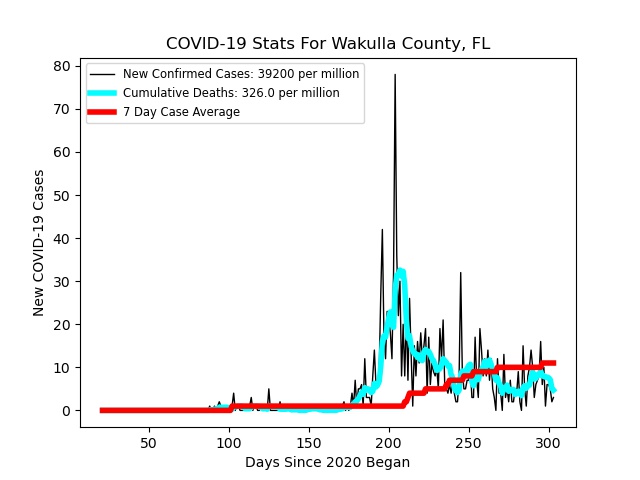 COVID-19 Stats For Wakulla County, FL
New Confirmed Cases: 39200 per million
Cumulative Deaths: 326.0 per million
7 Day Case Average
New COVID-19 Cases
80
70
60
50
40
30
20
10
0
50 100 150 200 250 300
Days Since 2020 Began